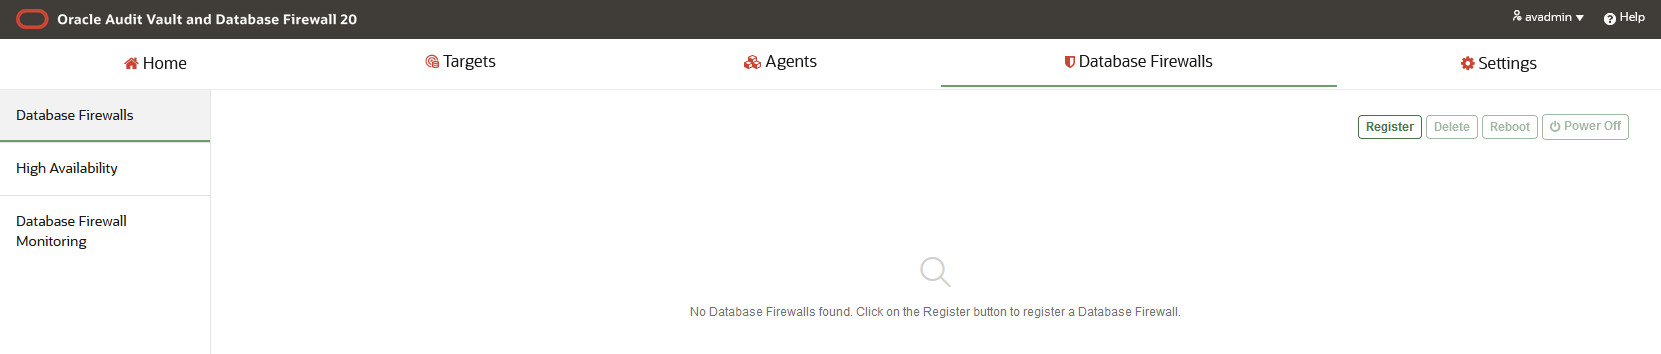 Oracle Audit Vault and Database Firewall 20
avadmin
Help
Home
Targets
Agents
Database Firewalls
Settings
Database Firewalls
High Availability
Database Firewall
Monitoring
Register
Delete
Reboot
Power Off
No Database Firewalls found. Click on the Register button to register a Database Firewall.